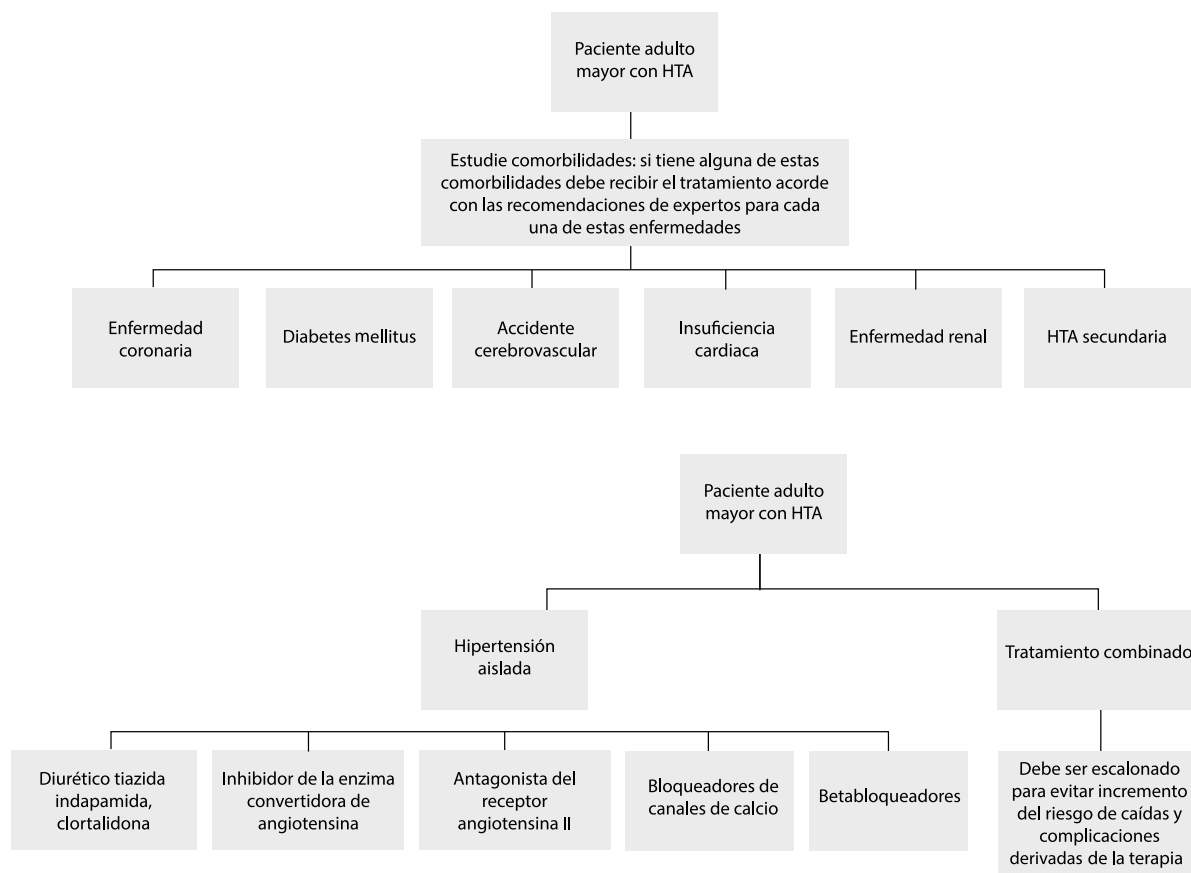 Paciente adulto
mayor con HTA
Estudie comorbilidades: si tiene alguna de estas
comorbilidades debe recibir el tratamiento acorde
con las recomendaciones de expertos para cada
una de estas enfermedades
Enfermedad
coronaria
Diabetes mellitus
Accidente
cerebrovascular
Insuficiencia
cardiaca
Enfermedad renal
HTA secundaria
Paciente adulto
mayor con HTA
Hipertensión
aislada
Tratamiento combinado
Diurético tiazida
indapamida,
clortalidona
Inhibidor de la enzima
convertidora de
angiotensina
Antagonista del
receptor
angiotensina II
Bloqueadores de
canales de calcio
Betabloqueadores
Debe ser escalonado
para evitar incremento
del riesgo de caídas y
complicaciones
derivadas de la terapia